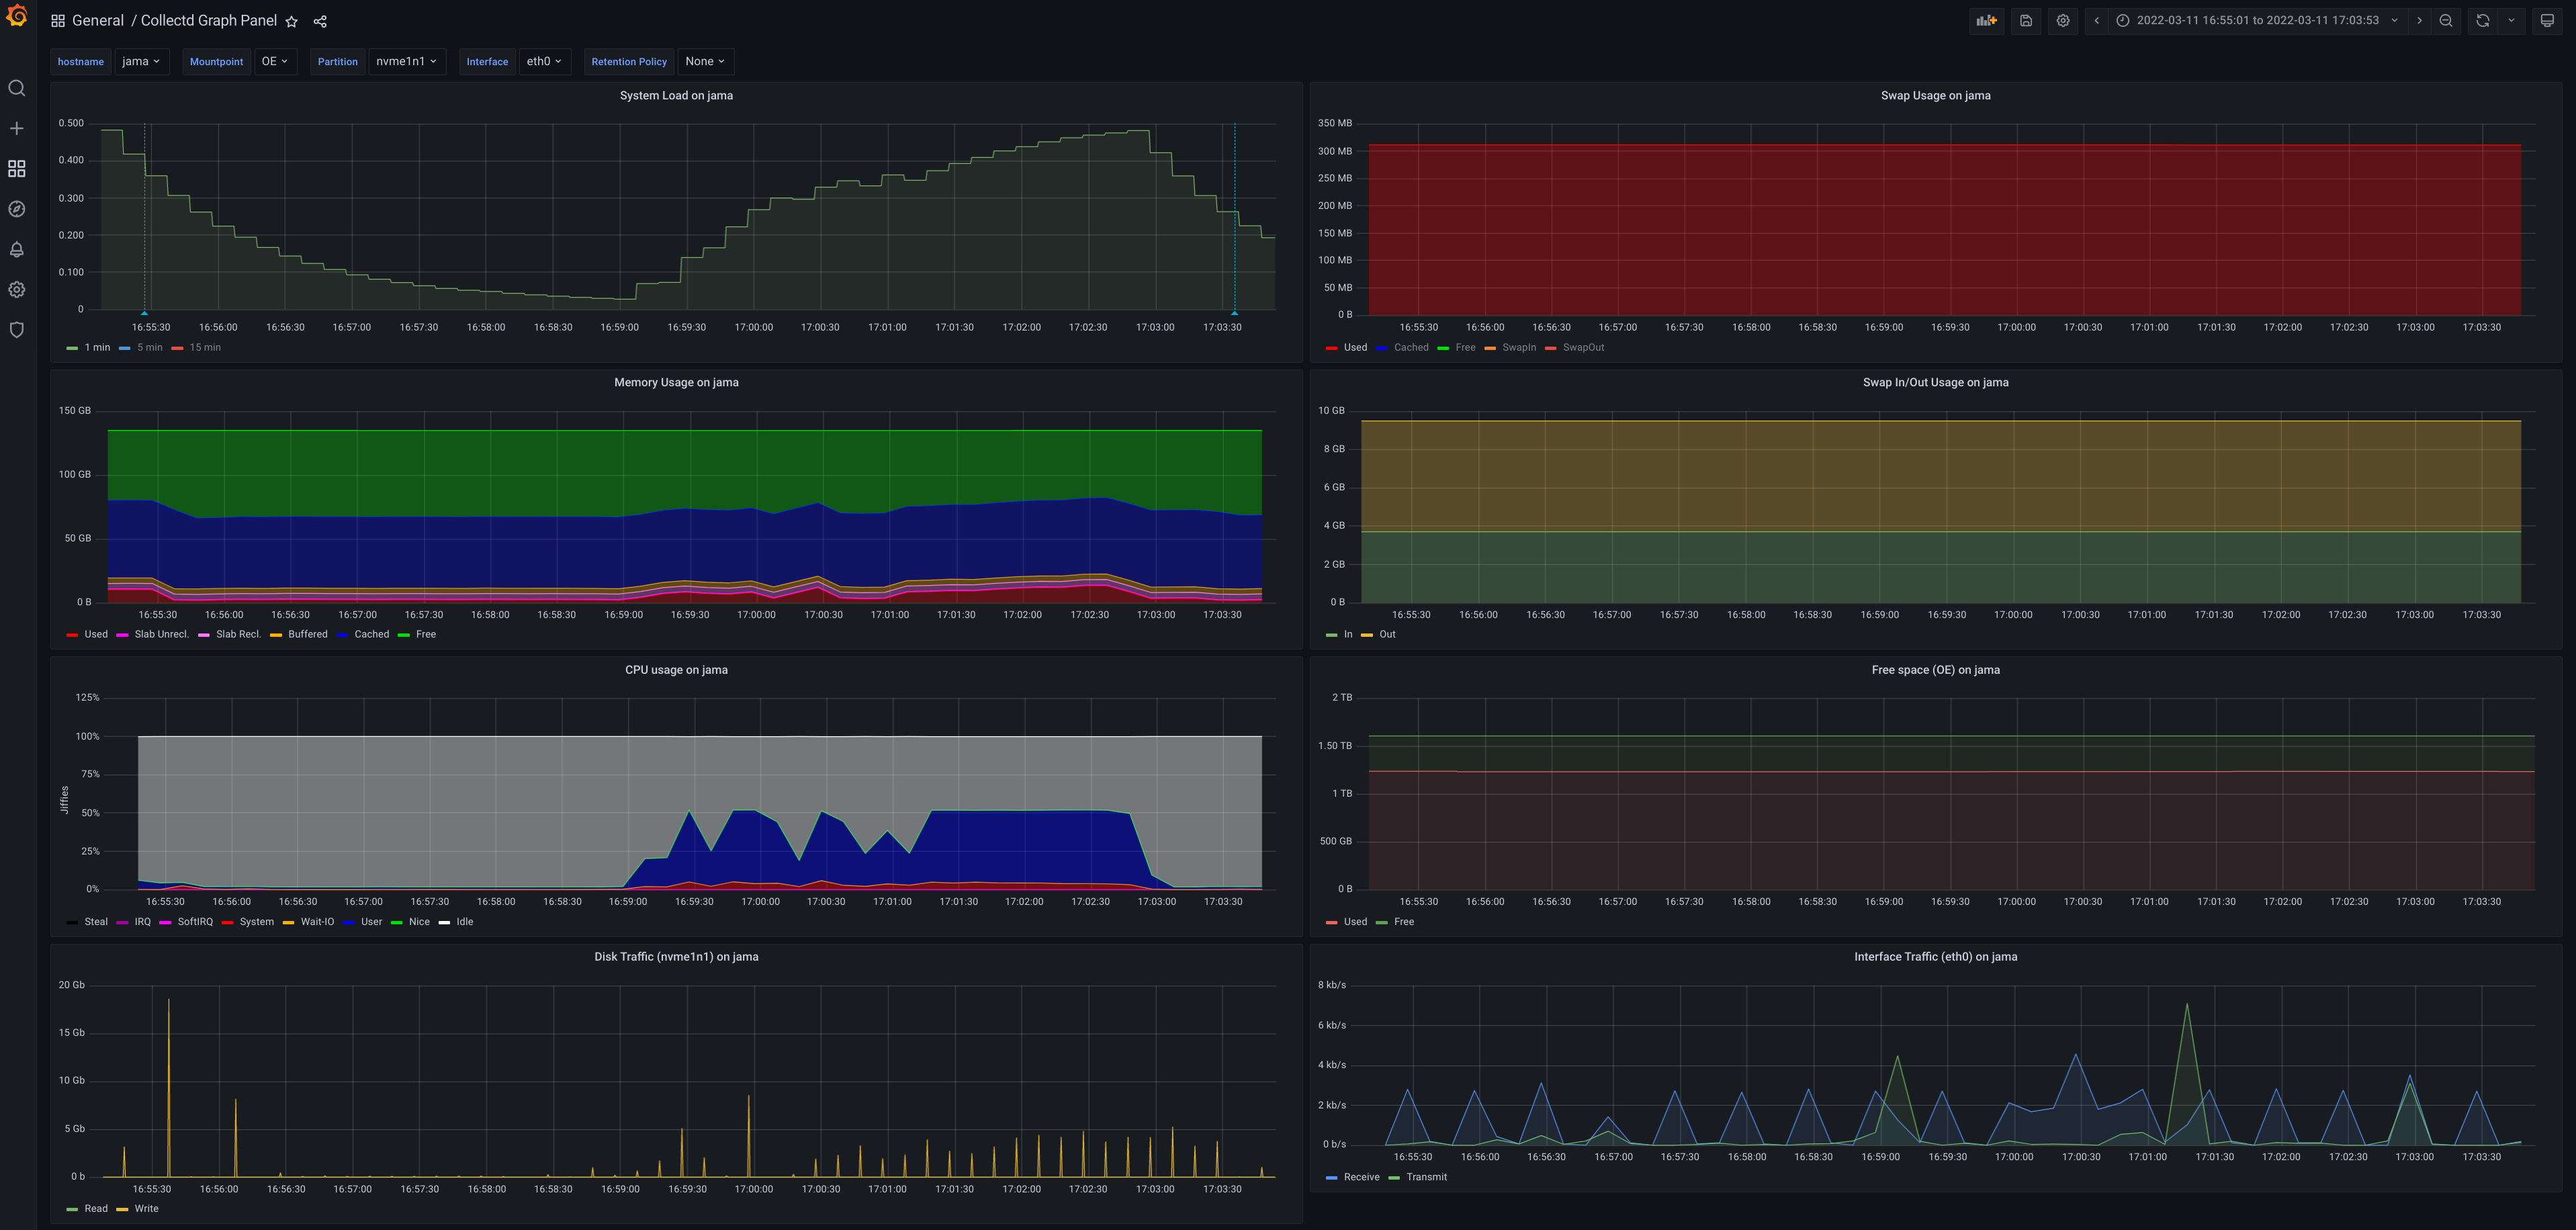 General / Collectd Graph Panel
2022-03-11 16:55:01 to 2022-03-11 17:03:53
hostname jama Mountpoint OE Partition nvme1n1 Interface eth0 Retention Policy None
System Load on jama
0.500
0.400
0.300
0.200
0.100
0
16:55:30 16:56:00 16:56:30 16:57:00 16:57:30 16:58:00 16:58:30 16:59:00 16:59:30 17:00:00 17:00:30 17:01:00 17:01:30 17:02:00 17:02:30 17:03:00 17:03:30
1 min 5 min 15 min
Swap Usage on jama
350 MB
300 MB
250 MB
200 MB
150 MB
100 MB
50 MB
0 B
16:55:30 16:56:00 16:56:30 16:57:00 16:57:30 16:58:00 16:58:30 16:59:00 16:59:30 17:00:00 17:00:30 17:01:00 17:01:30 17:02:00 17:02:30 17:03:00 17:03:30
Used Cached Free SwapIn SwapOut
Memory Usage on jama
150 GB
100 GB
50 GB
0 B
16:55:30 16:56:00 16:56:30 16:57:00 16:57:30 16:58:00 16:58:30 16:59:00 16:59:30 17:00:00 17:00:30 17:01:00 17:01:30 17:02:00 17:02:30 17:03:00 17:03:30
Used Slab Unrecl. Slab Recl. Buffered Cached Free
Swap In/Out Usage on jama
10 GB
8 GB
6 GB
4 GB
2 GB
0 B
16:55:30 16:56:00 16:56:30 16:57:00 16:57:30 16:58:00 16:58:30 16:59:00 16:59:30 17:00:00 17:00:30 17:01:00 17:01:30 17:02:00 17:02:30 17:03:00 17:03:30
In Out
CPU usage on jama
Jiffies
125%
100%
75%
50%
25%
0%
16:55:30 16:56:00 16:56:30 16:57:00 16:57:30 16:58:00 16:58:30 16:59:00 16:59:30 17:00:00 17:00:30 17:01:00 17:01:30 17:02:00 17:02:30 17:03:00 17:03:30
Steal IRQ SoftIRQ System Wait-IO User Nice Idle
Free space (OE) on jama
2 TB
1.50 TB
1 TB
500 GB
0 B
16:55:30 16:56:00 16:56:30 16:57:00 16:57:30 16:58:00 16:58:30 16:59:00 16:59:30 17:00:00 17:00:30 17:01:00 17:01:30 17:02:00 17:02:30 17:03:00 17:03:30
Used Free
Disk Traffic (nvme1n1) on jama
20 Gb
15 Gb
10 Gb
5 Gb
0 b
16:55:30 16:56:00 16:56:30 16:57:00 16:57:30 16:58:00 16:58:30 16:59:00 16:59:30 17:00:00 17:00:30 17:01:00 17:01:30 17:02:00 17:02:30 17:03:00 17:03:30
Read Write
Interface Traffic (eth0) on jama
8 kb/s
6 kb/s
4 kb/s
2 kb/s
0 b/s
16:55:30 16:56:00 16:56:30 16:57:00 16:57:30 16:58:00 16:58:30 16:59:00 16:59:30 17:00:00 17:00:30 17:01:00 17:01:30 17:02:00 17:02:30 17:03:00 17:03:30
Receive Transmit